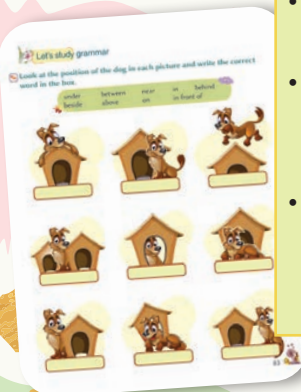 Let's study grammar
Look at the position of the dog in each picture and write the correct
word in the box.
under between near in behind
beside above on in front of
63